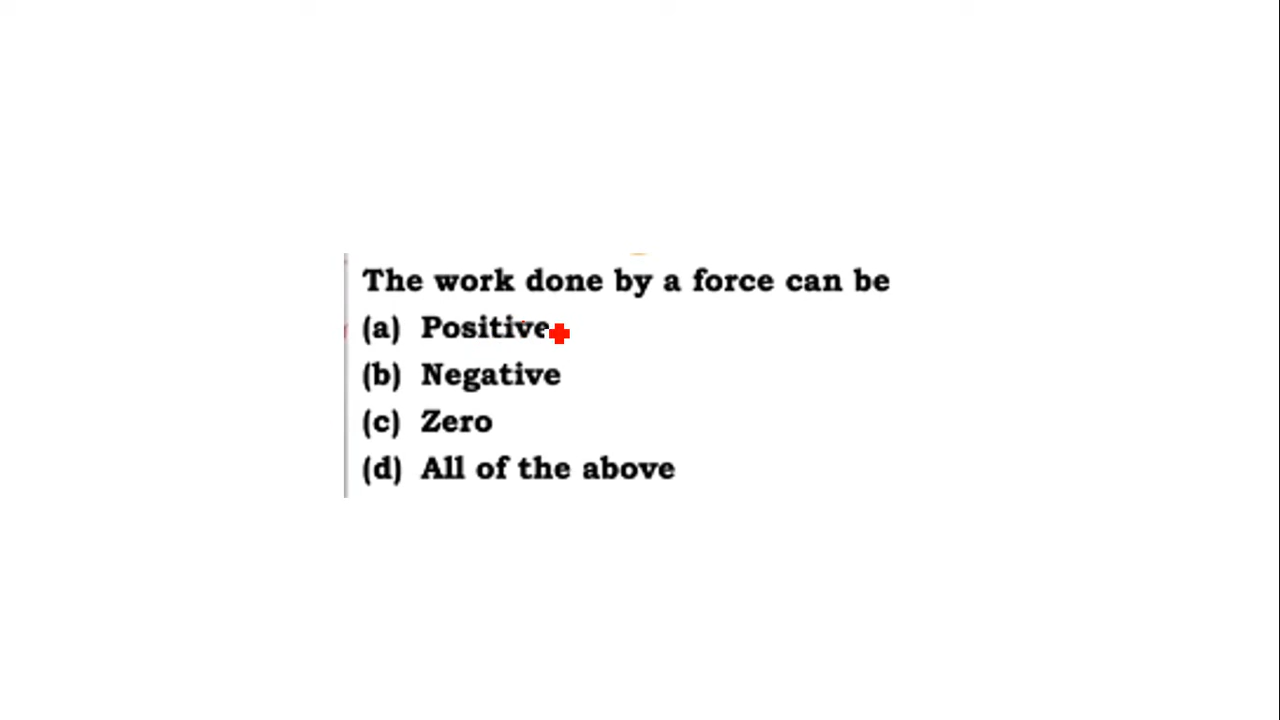 The work done by a force can be
(a) Positive
(b) Negative
(c) Zero
(d) All of the above